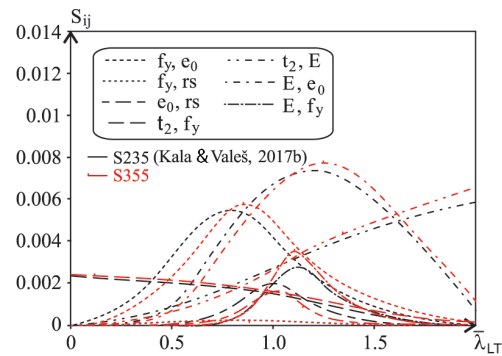 S_ij
0.014
0.012
0.010
0.008
0.006
0.004
0.002
0
f_y, e_0
f_y, rs
e_0, rs
t_2, f_y
t_2, E
E, e_0
E, f_y
S235 (Kala & Valeš, 2017b)
S355
0 0.5 1.0 1.5 λ̅_LT